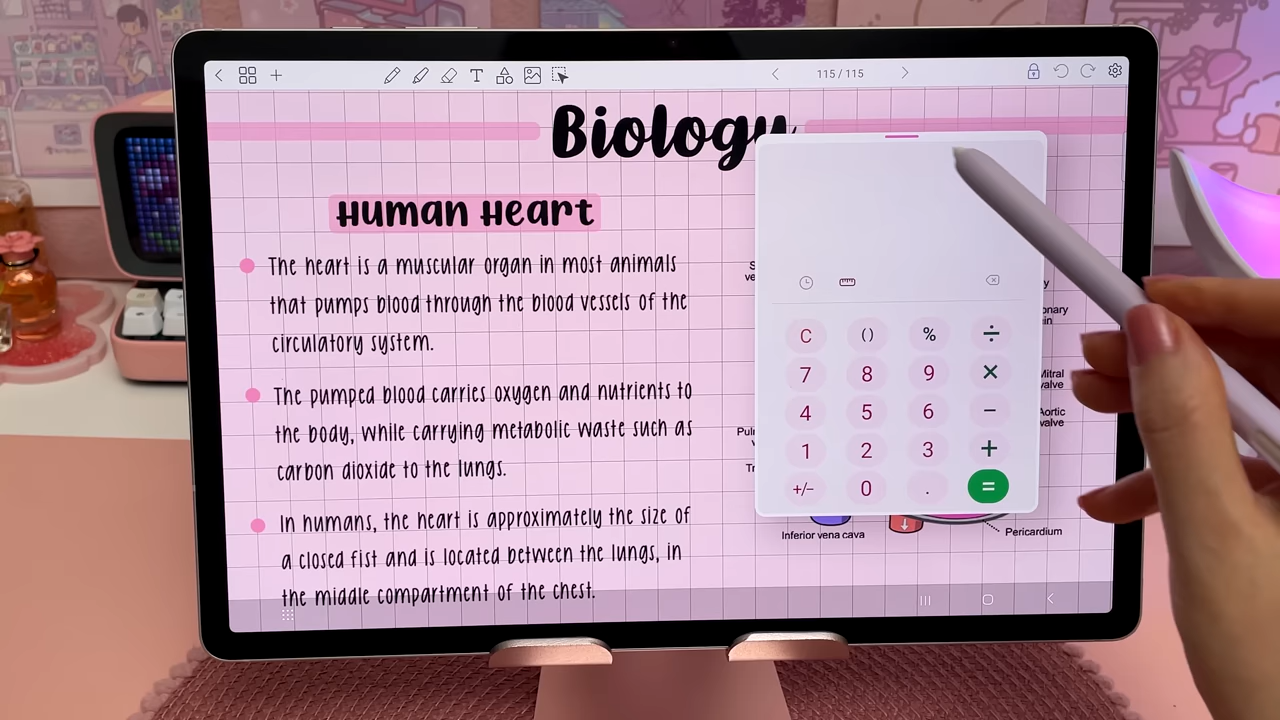 115 / 115
Biology
Human Heart
The heart is a muscular organ in most animals
that pumps blood through the blood vessels of the
circulatory system.
The pumped blood carries oxygen and nutrients to
the body, while carrying metabolic waste such as
carbon dioxide to the lungs.
In humans, the heart is approximately the size of
a closed fist and is located between the lungs, in
the middle compartment of the chest.
C () % ÷
7 8 9 ×
4 5 6 −
1 2 3 +
+/− 0 . =
Mitral
valve
Aortic
valve
Inferior vena cava
Pericardium